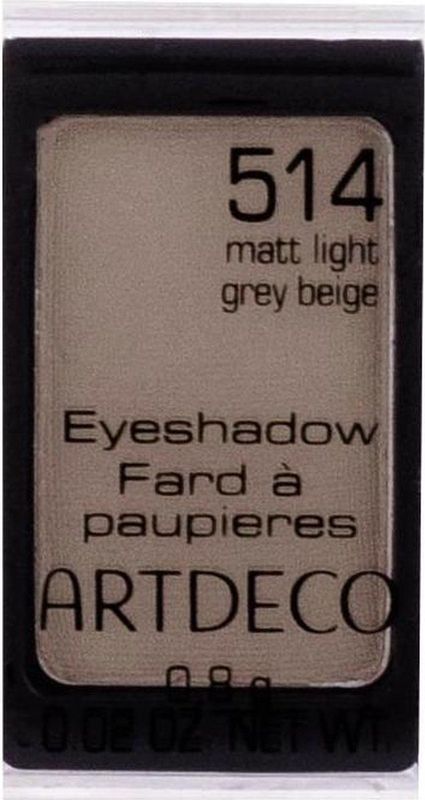 514
matt light
grey beige
Eyeshadow
Fard à
paupieres
ARTDECO
0.8 g
0.02 OZ NET WT.